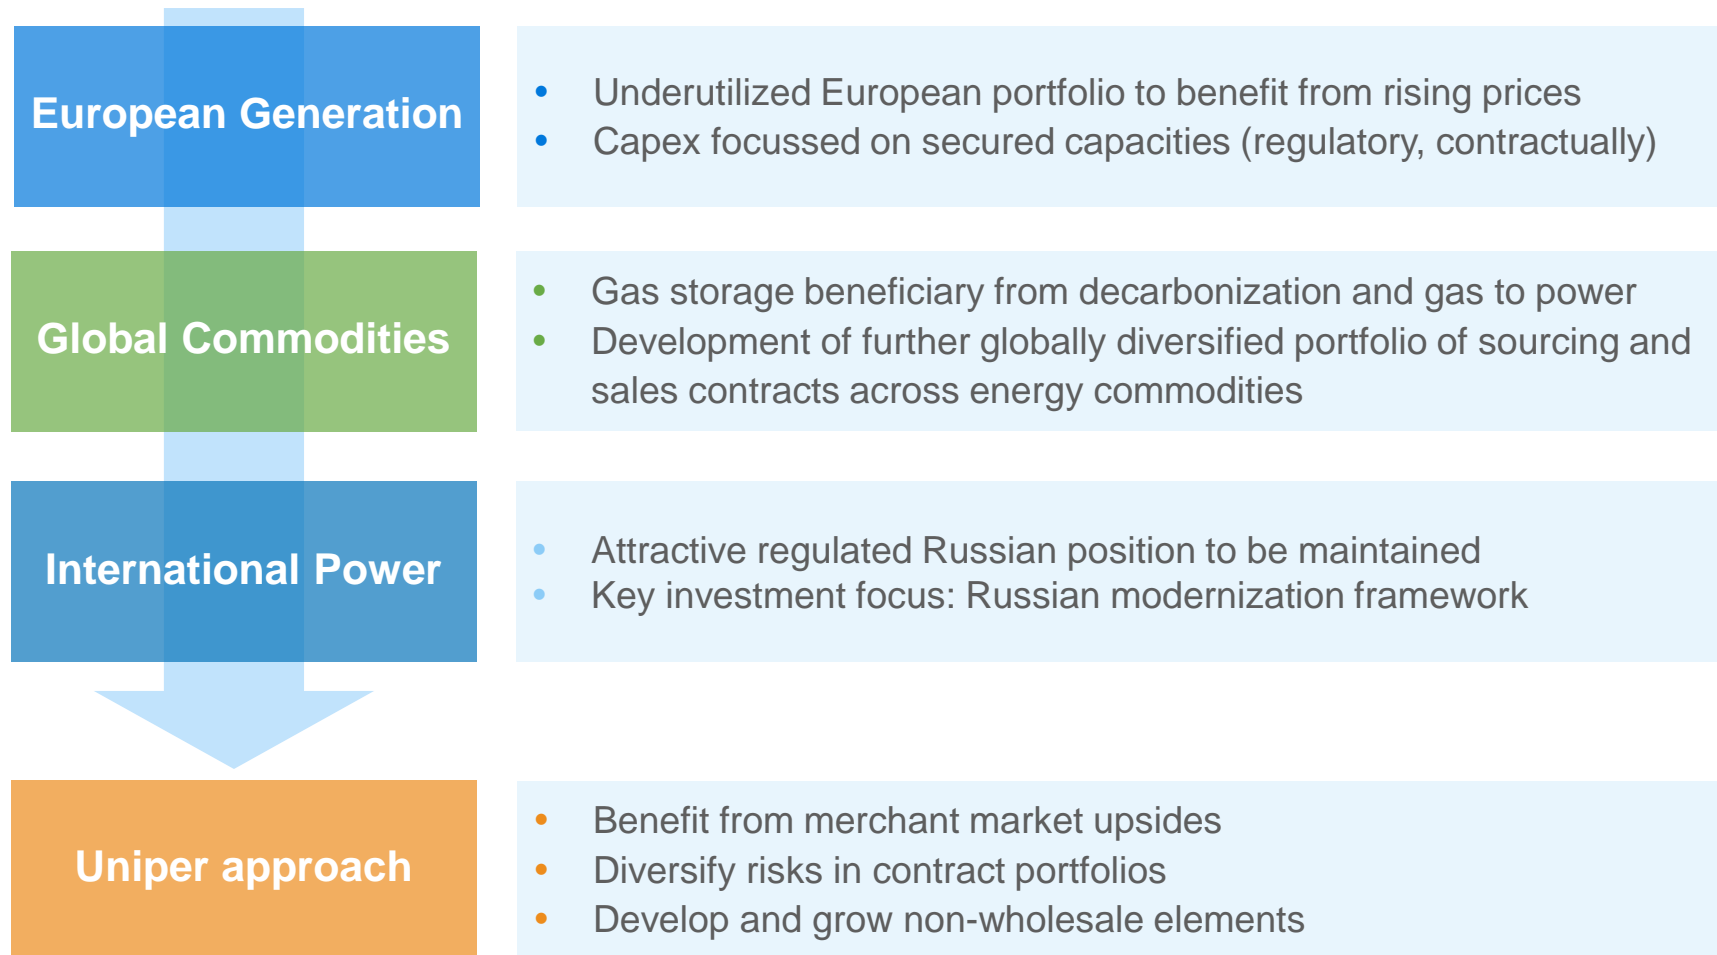 European Generation
• Underutilized European portfolio to benefit from rising prices
• Capex focussed on secured capacities (regulatory, contractually)
Global Commodities
• Gas storage beneficiary from decarbonization and gas to power
• Development of further globally diversified portfolio of sourcing and
sales contracts across energy commodities
International Power
• Attractive regulated Russian position to be maintained
• Key investment focus: Russian modernization framework
Uniper approach
• Benefit from merchant market upsides
• Diversify risks in contract portfolios
• Develop and grow non-wholesale elements